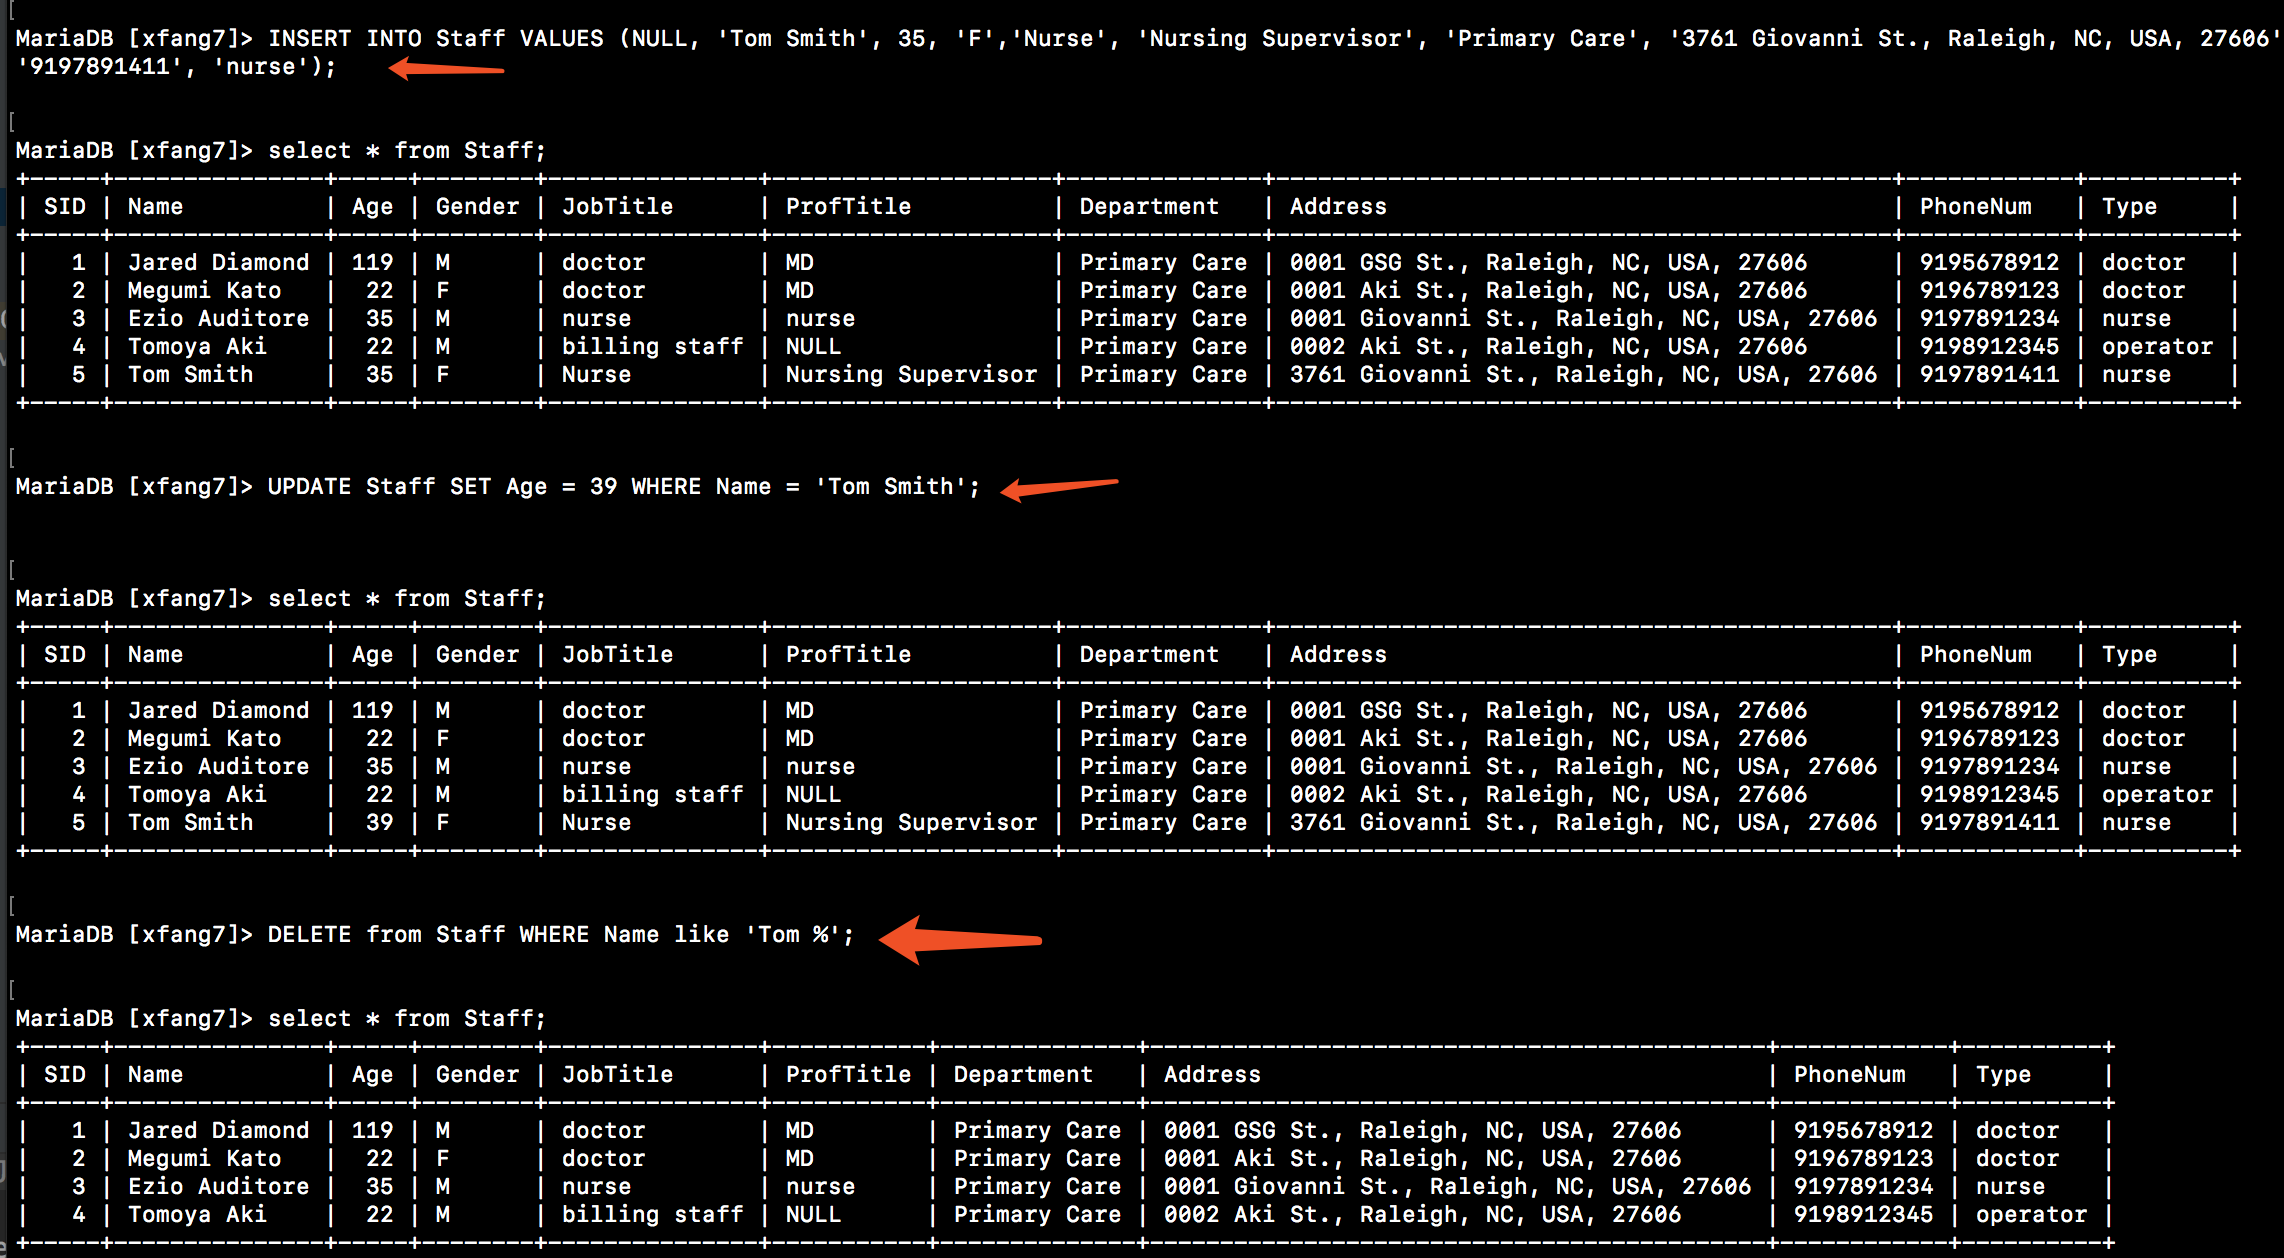 MariaDB [xfang7]> INSERT INTO Staff VALUES (NULL, 'Tom Smith', 35, 'F','Nurse', 'Nursing Supervisor', 'Primary Care', '3761 Giovanni St., Raleigh, NC, USA, 27606'
'9197891411', 'nurse');
[
MariaDB [xfang7]> select * from Staff;
+-----+---------------+-----+--------+---------------+--------------------+--------------+--------------------------------------------+------------+----------+
| SID | Name          | Age | Gender | JobTitle      | ProfTitle          | Department   | Address                                    | PhoneNum   | Type     |
+-----+---------------+-----+--------+---------------+--------------------+--------------+--------------------------------------------+------------+----------+
|   1 | Jared Diamond | 119 | M      | doctor        | MD                 | Primary Care | 0001 GSG St., Raleigh, NC, USA, 27606      | 9195678912 | doctor   |
|   2 | Megumi Kato   |  22 | F      | doctor        | MD                 | Primary Care | 0001 Aki St., Raleigh, NC, USA, 27606      | 9196789123 | doctor   |
|   3 | Ezio Auditore |  35 | M      | nurse         | nurse              | Primary Care | 0001 Giovanni St., Raleigh, NC, USA, 27606 | 9197891234 | nurse    |
|   4 | Tomoya Aki    |  22 | M      | billing staff | NULL               | Primary Care | 0002 Aki St., Raleigh, NC, USA, 27606      | 9198912345 | operator |
|   5 | Tom Smith     |  35 | F      | Nurse         | Nursing Supervisor | Primary Care | 3761 Giovanni St., Raleigh, NC, USA, 27606 | 9197891411 | nurse    |
+-----+---------------+-----+--------+---------------+--------------------+--------------+--------------------------------------------+------------+----------+
[
MariaDB [xfang7]> UPDATE Staff SET Age = 39 WHERE Name = 'Tom Smith';
[
MariaDB [xfang7]> select * from Staff;
+-----+---------------+-----+--------+---------------+--------------------+--------------+--------------------------------------------+------------+----------+
| SID | Name          | Age | Gender | JobTitle      | ProfTitle          | Department   | Address                                    | PhoneNum   | Type     |
+-----+---------------+-----+--------+---------------+--------------------+--------------+--------------------------------------------+------------+----------+
|   1 | Jared Diamond | 119 | M      | doctor        | MD                 | Primary Care | 0001 GSG St., Raleigh, NC, USA, 27606      | 9195678912 | doctor   |
|   2 | Megumi Kato   |  22 | F      | doctor        | MD                 | Primary Care | 0001 Aki St., Raleigh, NC, USA, 27606      | 9196789123 | doctor   |
|   3 | Ezio Auditore |  35 | M      | nurse         | nurse              | Primary Care | 0001 Giovanni St., Raleigh, NC, USA, 27606 | 9197891234 | nurse    |
|   4 | Tomoya Aki    |  22 | M      | billing staff | NULL               | Primary Care | 0002 Aki St., Raleigh, NC, USA, 27606      | 9198912345 | operator |
|   5 | Tom Smith     |  39 | F      | Nurse         | Nursing Supervisor | Primary Care | 3761 Giovanni St., Raleigh, NC, USA, 27606 | 9197891411 | nurse    |
+-----+---------------+-----+--------+---------------+--------------------+--------------+--------------------------------------------+------------+----------+
[
MariaDB [xfang7]> DELETE from Staff WHERE Name like 'Tom %';
[
MariaDB [xfang7]> select * from Staff;
+-----+---------------+-----+--------+---------------+-----------+--------------+--------------------------------------------+------------+----------+
| SID | Name          | Age | Gender | JobTitle      | ProfTitle | Department   | Address                                    | PhoneNum   | Type     |
+-----+---------------+-----+--------+---------------+-----------+--------------+--------------------------------------------+------------+----------+
|   1 | Jared Diamond | 119 | M      | doctor        | MD        | Primary Care | 0001 GSG St., Raleigh, NC, USA, 27606      | 9195678912 | doctor   |
|   2 | Megumi Kato   |  22 | F      | doctor        | MD        | Primary Care | 0001 Aki St., Raleigh, NC, USA, 27606      | 9196789123 | doctor   |
|   3 | Ezio Auditore |  35 | M      | nurse         | nurse     | Primary Care | 0001 Giovanni St., Raleigh, NC, USA, 27606 | 9197891234 | nurse    |
|   4 | Tomoya Aki    |  22 | M      | billing staff | NULL      | Primary Care | 0002 Aki St., Raleigh, NC, USA, 27606      | 9198912345 | operator |
+-----+---------------+-----+--------+---------------+-----------+--------------+--------------------------------------------+------------+----------+